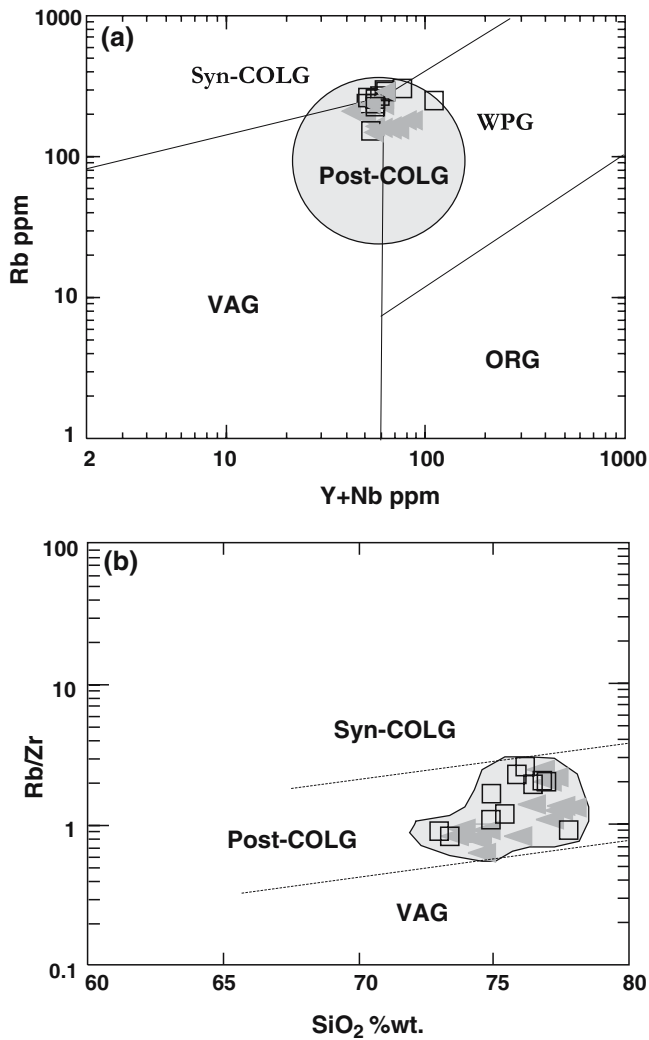 1000
(a)
Syn-COLG
WPG
100
Post-COLG
Rb ppm
10
VAG
ORG
1
2
10
100
1000
Y+Nb ppm
100
(b)
10
Syn-COLG
Rb/Zr
1
Post-COLG
VAG
0.1
60
65
70
75
80
SiO₂ %wt.